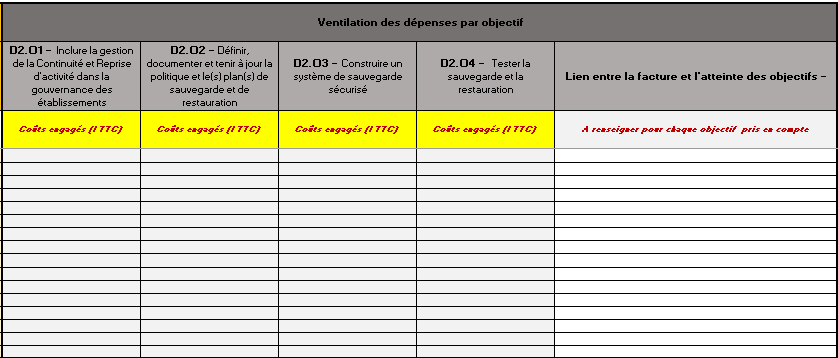 Ventilation des dépenses par objectif
D2.O1 – Inclure la gestion
de la Continuité et Reprise
d'activité dans la
gouvernance des
établissements
D2.O2 – Définir,
documenter et tenir à jour la
politique et le(s) plan(s) de
sauvegarde et de
restauration
D2.O3 – Construire un
système de sauvegarde
sécurisé
D2.O4 – Tester la
sauvegarde et la
restauration
Lien entre la facture et l'atteinte des objectifs –
Coûts engagés (I TTC)
Coûts engagés (I TTC)
Coûts engagés (I TTC)
Coûts engagés (I TTC)
A renseigner pour chaque objectif pris en compte